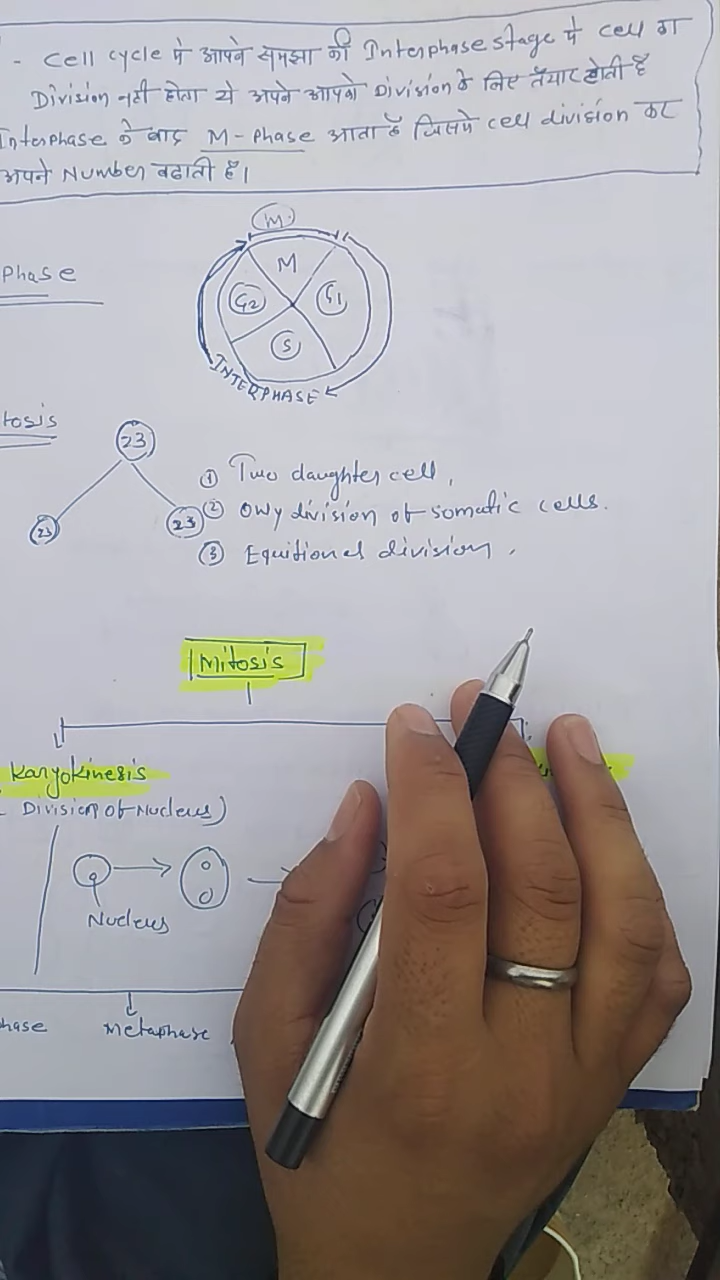 - Cell cycle मे आपने समझा की Interphase stage मे cell का
Division नही होता ये अपने आपको Division के लिए तैयार होती है
Interphase के बाद M-Phase आता है जिसमे cell division कर
अपने Number बढाती है।
M
Phase
M
G2
G1
S
INTERPHASE
tosis
23
① Two daughter cell,
23
23
② Only division of somatic cells.
③ Equitional division,
Mitosis
Karyokinesis
Division of Nucleus)
Nucleus
hase
Metaphase